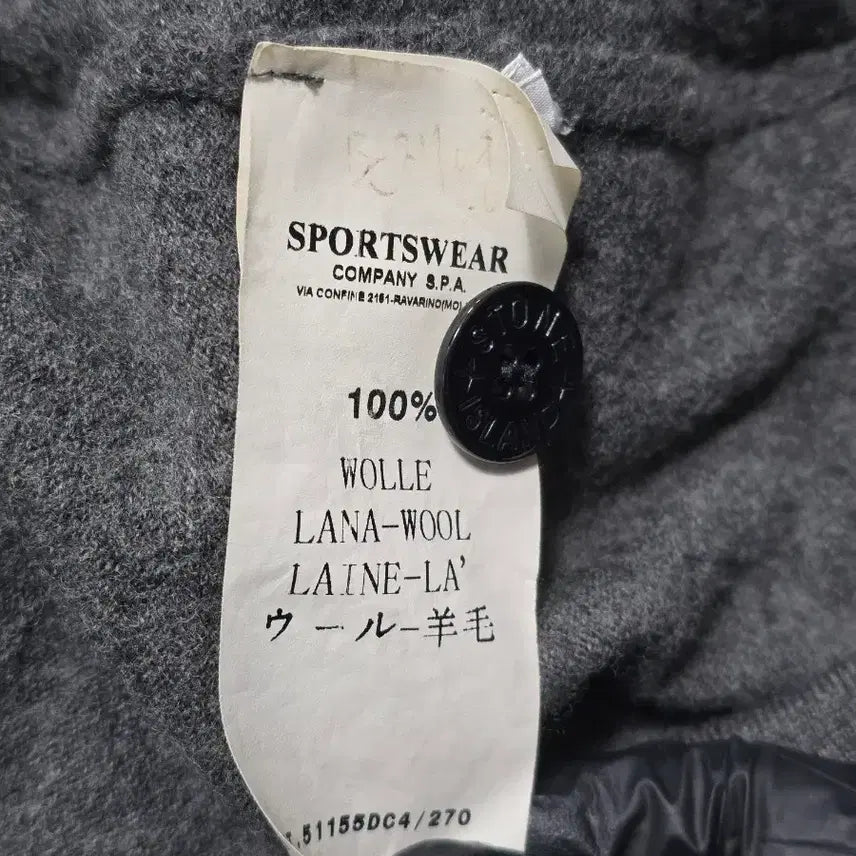 SPORTSWEAR
COMPANY S.P.A.
VIA CONFINE 2161-RAVARINO(MO)
100%
STONE
ISLAND
WOLLE
LANA-WOOL
LAINE-LA'
ウール-羊毛
.51155DC4/270